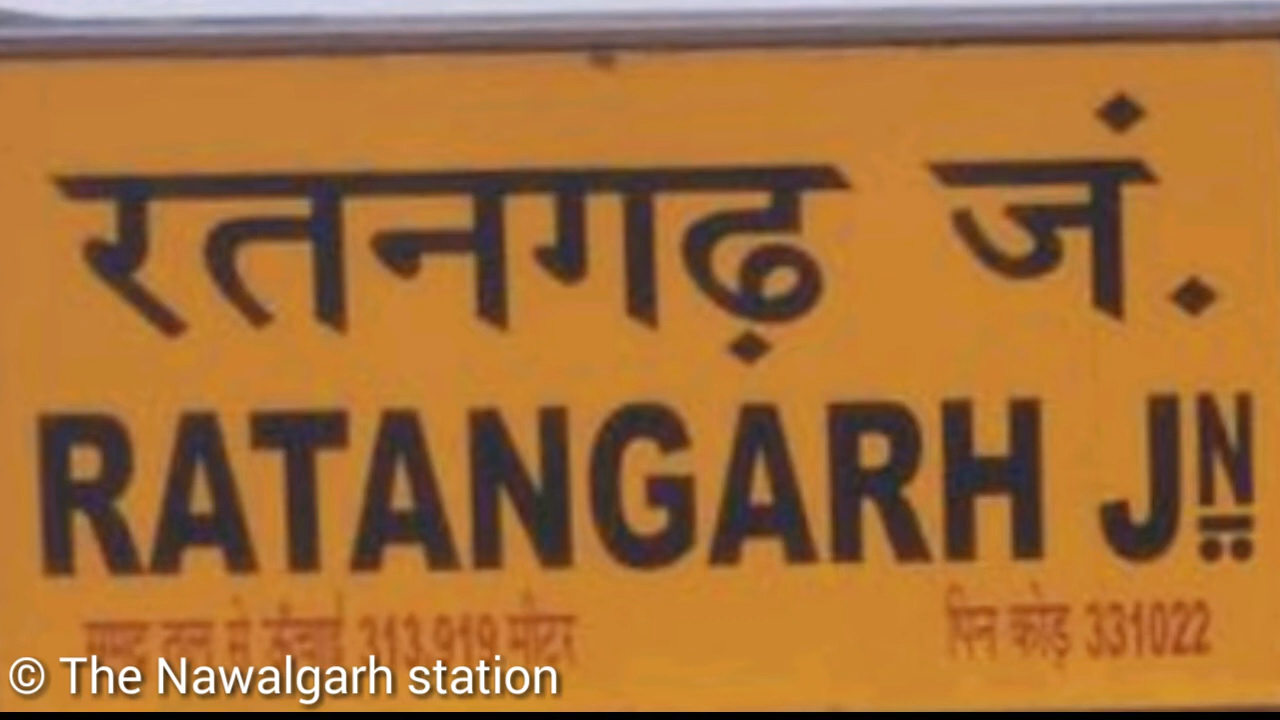 रतनगढ़ जं.
RATANGARH JN
समुद्र तल से ऊँचाई 313.919 मीटर
पिन कोड़ 331022
© The Nawalgarh station